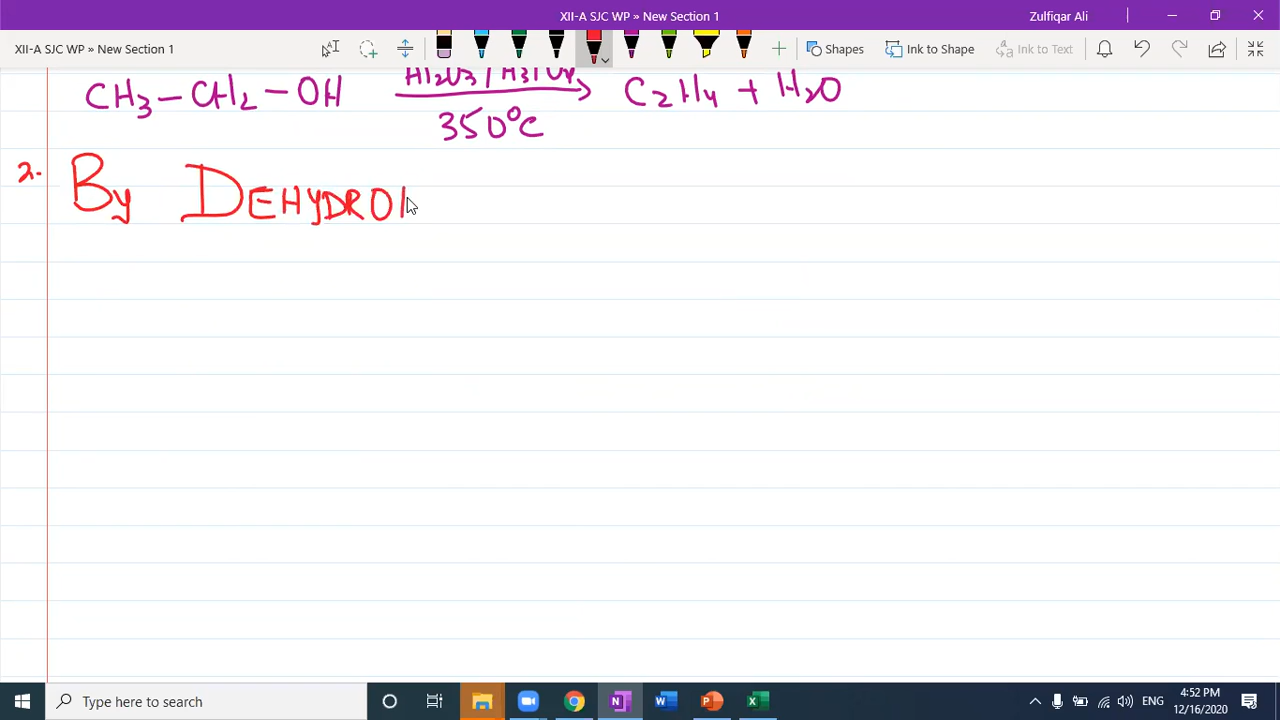 XII-A SJC WP » New Section 1
Zulfiqar Ali
XII-A SJC WP » New Section 1
Shapes
Ink to Shape
Ink to Text
CH3 – CH2 – OH → C2H4 + H2O
350°C
2. By DEHYDRO
Type here to search
ENG
4:52 PM
12/16/2020